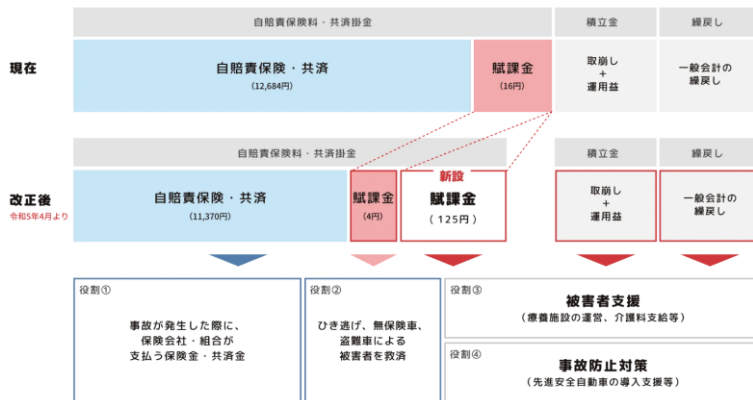 自賠責保険料・共済掛金
積立金
繰戻し
現在
自賠責保険・共済
(12,684円)
賦課金
(16円)
取崩し
+
運用益
一般会計の
繰戻し
自賠責保険料・共済掛金
積立金
繰戻し
改正後
令和5年4月より
自賠責保険・共済
(11,370円)
賦課金
(4円)
新設
賦課金
(125円)
取崩し
+
運用益
一般会計の
繰戻し
役割①
事故が発生した際に、
保険会社・組合が
支払う保険金・共済金
役割②
ひき逃げ、無保険車、
盗難車による
被害者を救済
役割③
被害者支援
(療養施設の運営、介護料支給等)
役割④
事故防止対策
(先進安全自動車の導入支援等)